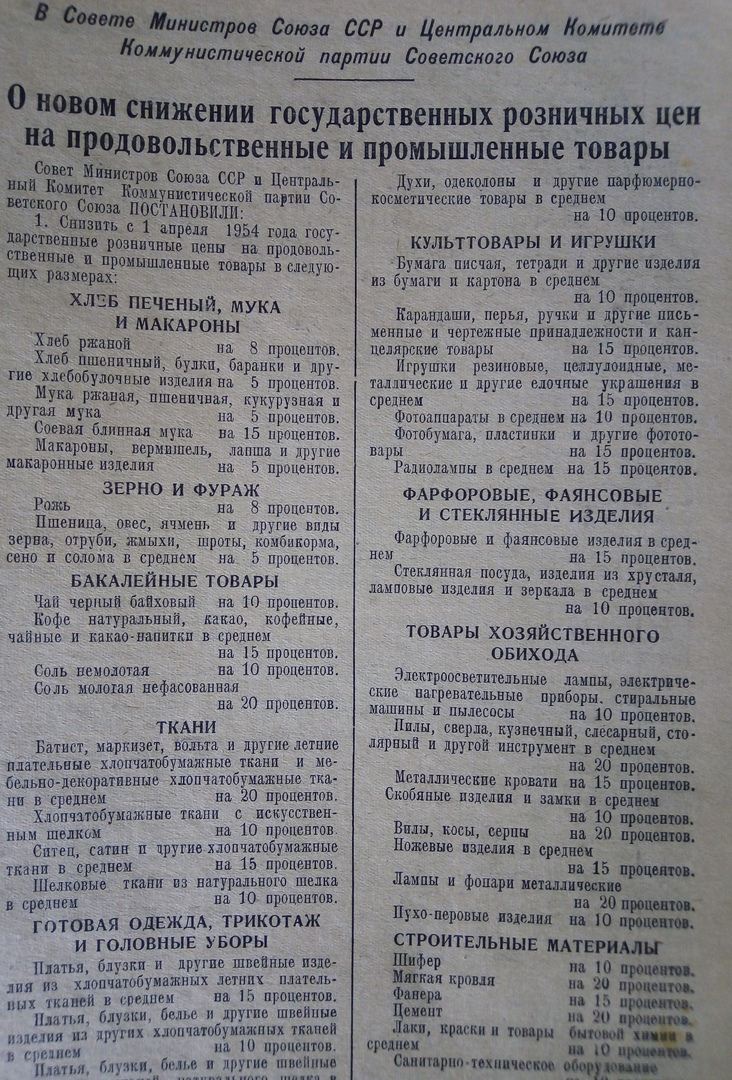 В Совете Министров Союза ССР и Центральном Комитете
Коммунистической партии Советского Союза
О новом снижении государственных розничных цен
на продовольственные и промышленные товары
Совет Министров Союза ССР и Централь-
ный Комитет Коммунистической партии Со-
ветского Союза ПОСТАНОВИЛИ:
1. Снизить с 1 апреля 1954 года госу-
дарственные розничные цены на продоволь-
ственные и промышленные товары в следую-
щих размерах:
ХЛЕБ ПЕЧЕНЫЙ, МУКА
И МАКАРОНЫ
Хлеб ржаной на 8 процентов.
Хлеб пшеничный, булки, баранки и дру-
гие хлебобулочные изделия на 5 процентов.
Мука ржаная, пшеничная, кукурузная и
другая мука на 5 процентов.
Соевая блинная мука на 15 процентов.
Макароны, вермишель, лапша и другие
макаронные изделия на 5 процентов.
ЗЕРНО И ФУРАЖ
Рожь на 8 процентов.
Пшеница, овес, ячмень и другие виды
зерна, отруби, жмыхи, шроты, комбикорма,
сено и солома в среднем на 5 процентов.
БАКАЛЕЙНЫЕ ТОВАРЫ
Чай черный байховый на 10 процентов.
Кофе натуральный, какао, кофейные,
чайные и какао-напитки в среднем
на 15 процентов.
Соль немолотая на 10 процентов.
Соль молотая нефасованная
на 20 процентов.
ТКАНИ
Батист, маркизет, вольта и другие летние
плательные хлопчатобумажные ткани и ме-
бельно-декоративные хлопчатобумажные тка-
ни в среднем на 20 процентов.
Хлопчатобумажные ткани с искусствен-
ным шелком на 10 процентов.
Ситец, сатин и другие хлопчатобумажные
ткани в среднем на 15 процентов.
Шелковые ткани из натурального шелка
в среднем на 10 процентов.
ГОТОВАЯ ОДЕЖДА, ТРИКОТАЖ
И ГОЛОВНЫЕ УБОРЫ
Платья, блузки и другие швейные изде-
лия из хлопчатобумажных летних платель-
ных тканей в среднем на 15 процентов.
Платья, блузки, белье и другие швейные
изделия из других хлопчатобумажных тканей
в среднем на 10 процентов.
Платья, блузки, белье и другие швейные
натурального шелка в
Духи, одеколоны и другие парфюмерно-
косметические товары в среднем
на 10 процентов.
КУЛЬТТОВАРЫ И ИГРУШКИ
Бумага писчая, тетради и другие изделия
из бумаги и картона в среднем
на 10 процентов.
Карандаши, перья, ручки и другие пись-
менные и чертежные принадлежности и кан-
целярские товары на 15 процентов.
Игрушки резиновые, целлулоидные, ме-
таллические и другие елочные украшения в
среднем на 15 процентов.
Фотоаппараты в среднем на 10 процентов.
Фотобумага, пластинки и другие фотото-
вары на 15 процентов.
Радиолампы в среднем на 15 процентов.
ФАРФОРОВЫЕ, ФАЯНСОВЫЕ
И СТЕКЛЯННЫЕ ИЗДЕЛИЯ
Фарфоровые и фаянсовые изделия в сред-
нем на 15 процентов.
Стеклянная посуда, изделия из хрусталя,
ламповые изделия и зеркала в среднем
на 10 процентов.
ТОВАРЫ ХОЗЯЙСТВЕННОГО
ОБИХОДА
Электроосветительные лампы, электриче-
ские нагревательные приборы, стиральные
машины и пылесосы на 10 процентов.
Пилы, сверла, кузнечный, слесарный, сто-
лярный и другой инструмент в среднем
на 20 процентов.
Металлические кровати на 15 процентов.
Скобяные изделия и замки в среднем
на 10 процентов.
Вилы, косы, серпы на 20 процентов.
Ножевые изделия в среднем
на 15 процентов.
Лампы и фонари металлические
на 20 процентов.
Пухо-перовые изделия на 10 процентов.
СТРОИТЕЛЬНЫЕ МАТЕРИАЛЫ
Шифер на 10 процентов.
Мягкая кровля на 20 процентов.
Фанера на 15 процентов.
Цемент на 20 процентов.
Лаки, краски и товары бытовой химии в
среднем на 10 процентов.
Санитарно-техническое оборудование